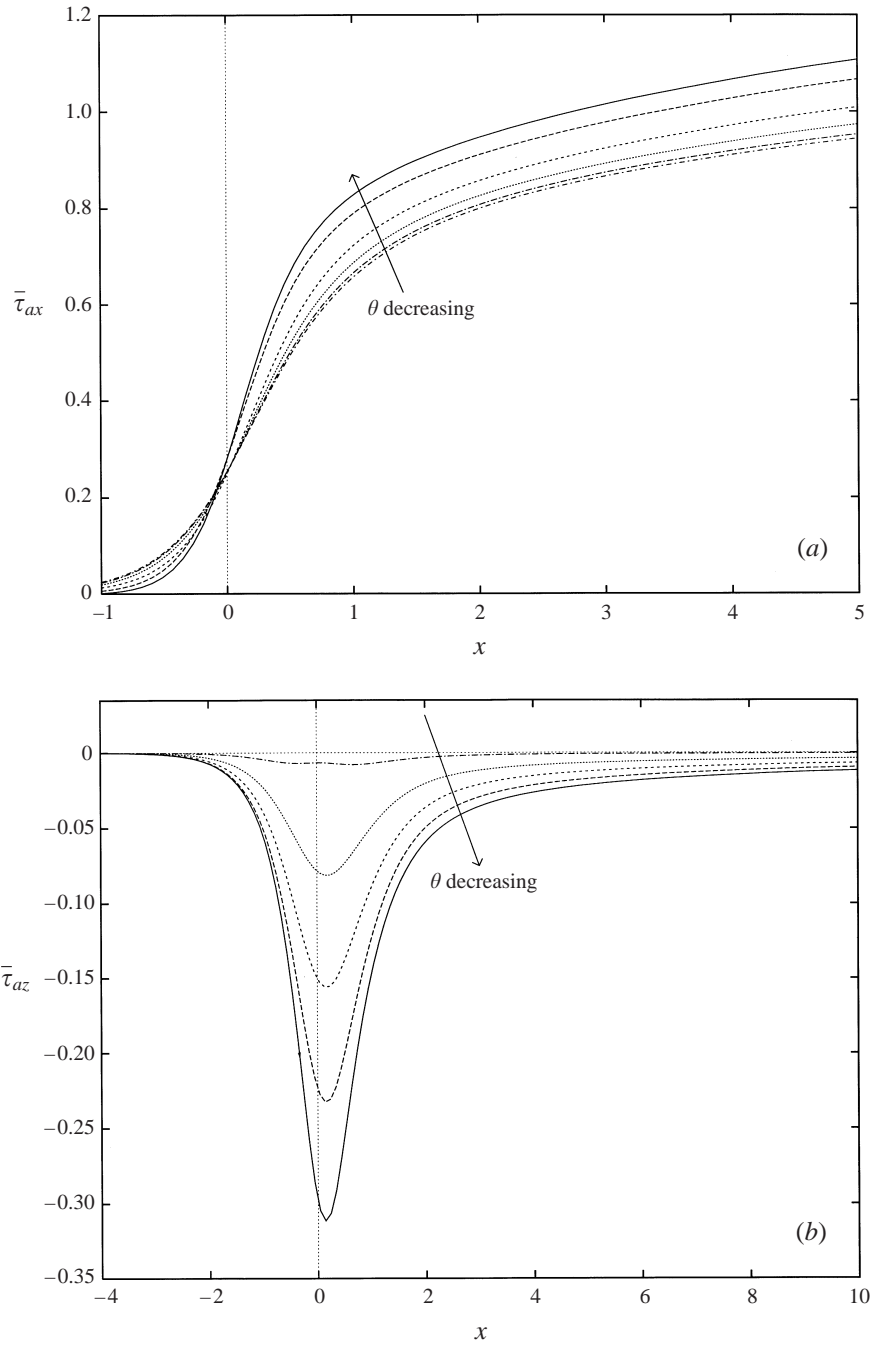 1.2
1.0
0.8
0.6
0.4
0.2
0
τ̄ax
θ decreasing
(a)
–1 0 1 2 3 4 5
x
0
–0.05
–0.10
–0.15
–0.20
–0.25
–0.30
–0.35
τ̄az
θ decreasing
(b)
–4 –2 0 2 4 6 8 10
x